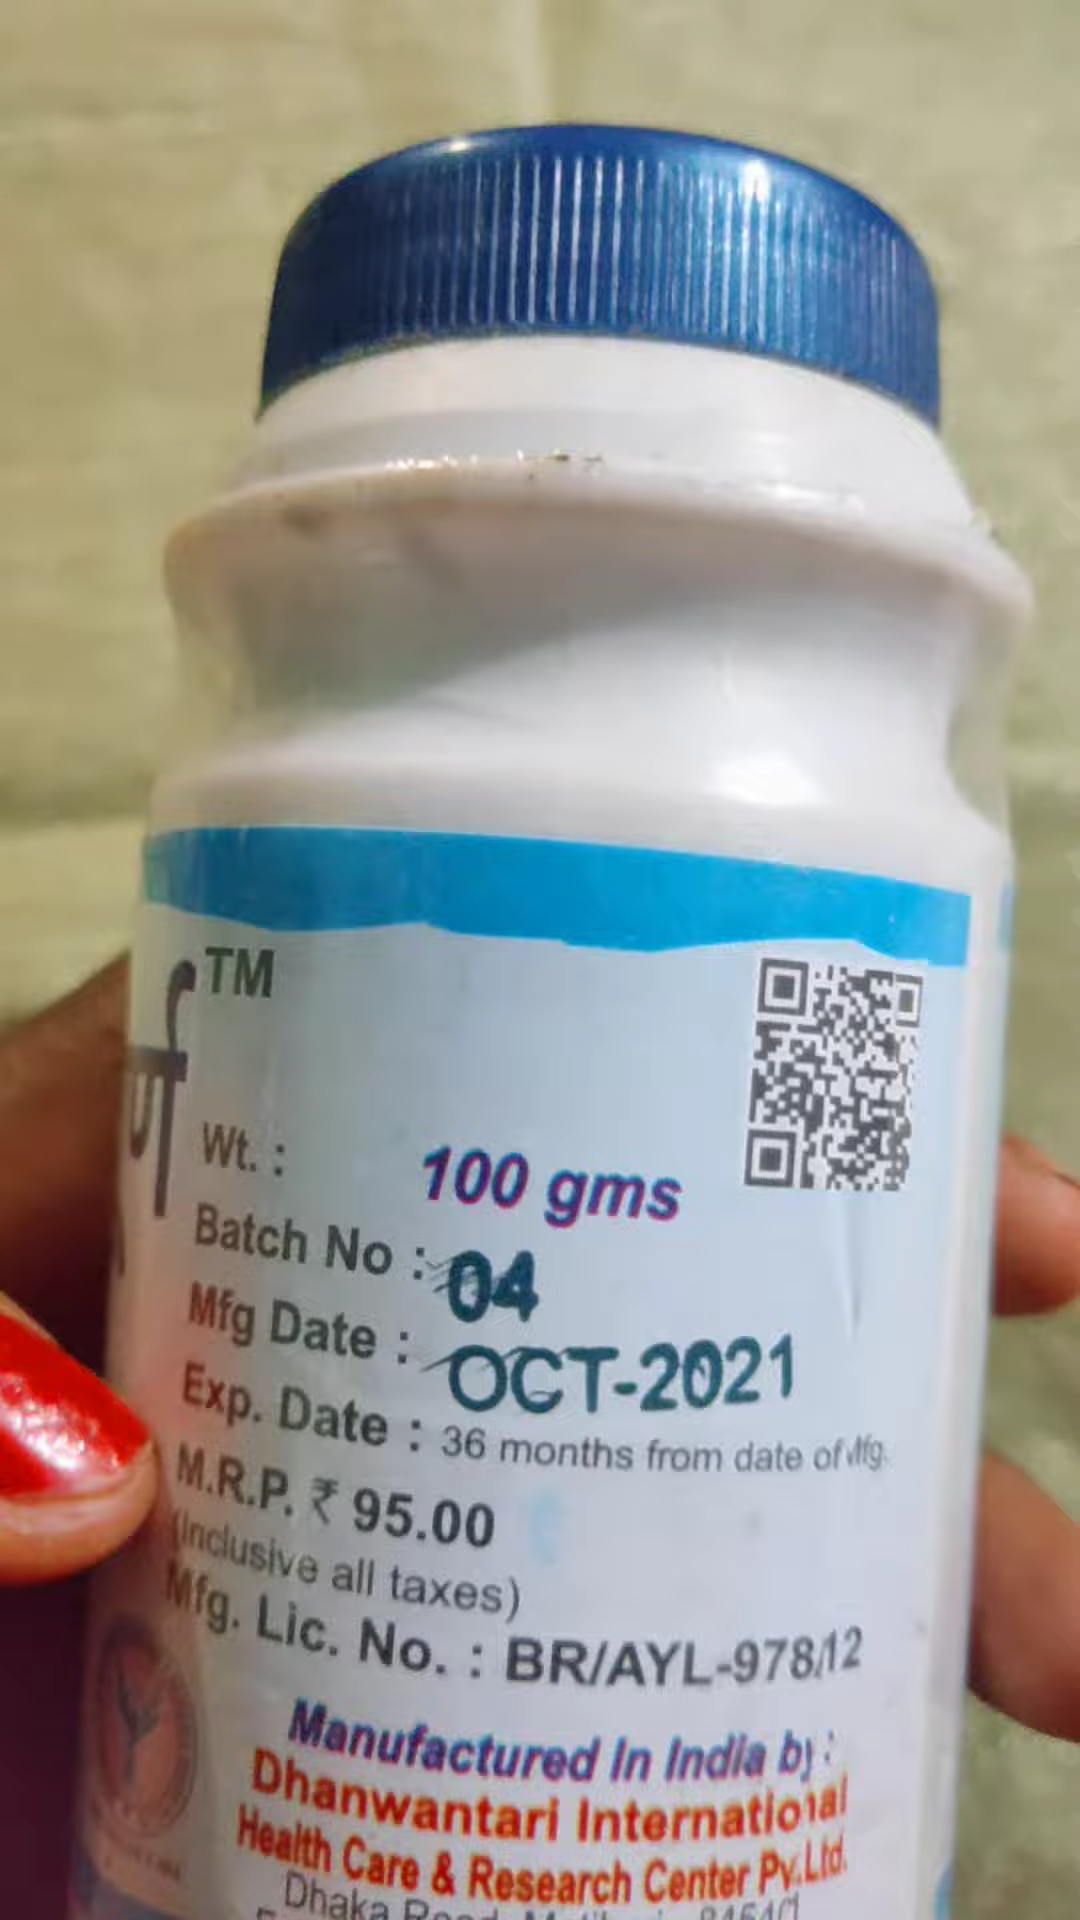 TM
Wt. : 100 gms
Batch No : 04
Mfg Date : OCT-2021
Exp. Date : 36 months from date of Mfg.
M.R.P. ₹ 95.00
(Inclusive all taxes)
Mfg. Lic. No. : BR/AYL-978/12
Manufactured In India by :
Dhanwantari International
Health Care & Research Center Pv.Ltd.
Dhaka Road